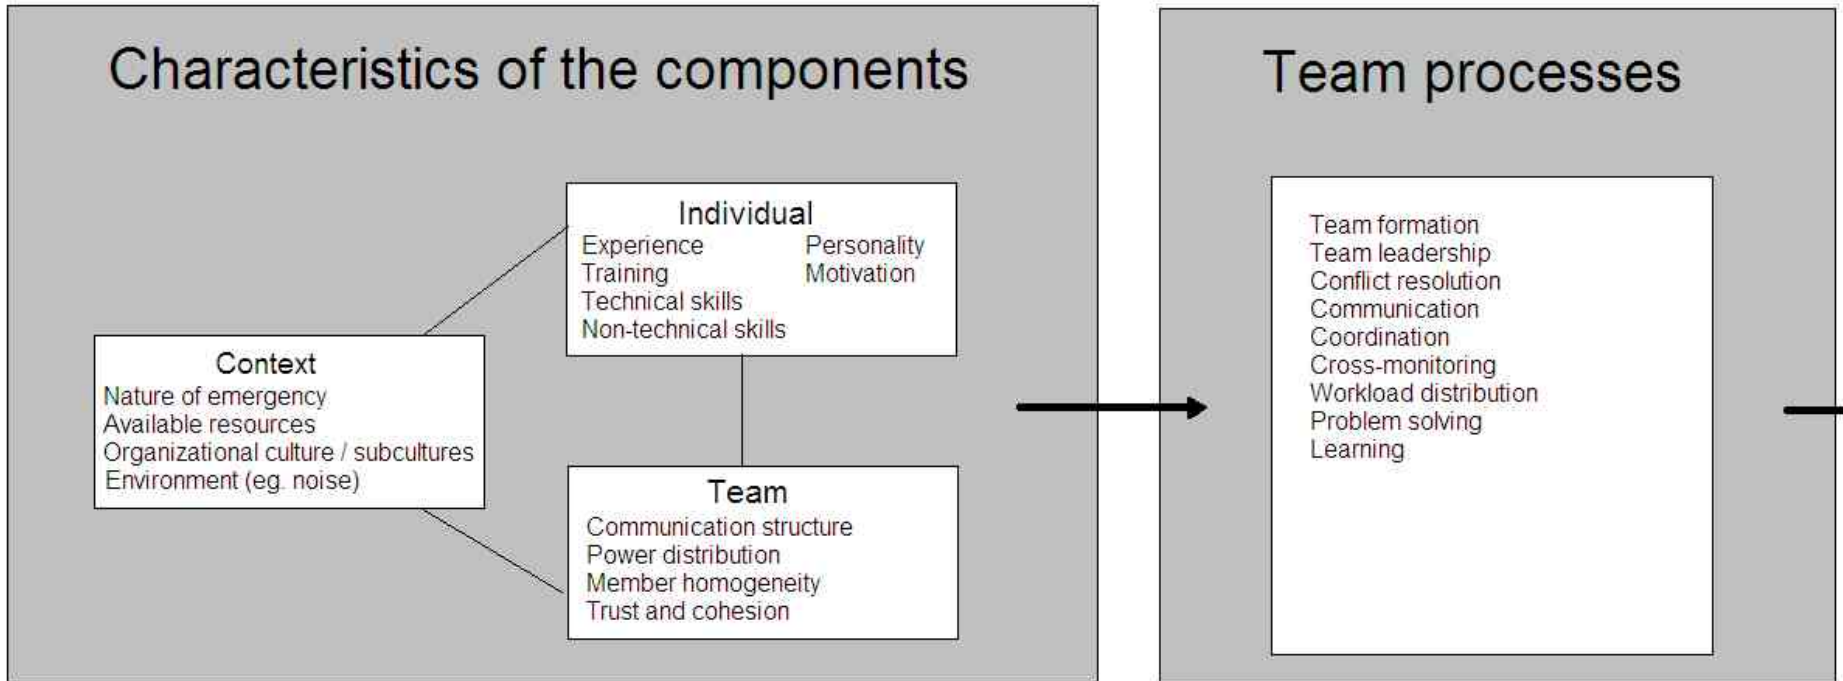 Characteristics of the components
Individual
Experience Personality
Training Motivation
Technical skills
Non-technical skills
Context
Nature of emergency
Available resources
Organizational culture / subcultures
Environment (eg. noise)
Team
Communication structure
Power distribution
Member homogeneity
Trust and cohesion
Team processes
Team formation
Team leadership
Conflict resolution
Communication
Coordination
Cross-monitoring
Workload distribution
Problem solving
Learning